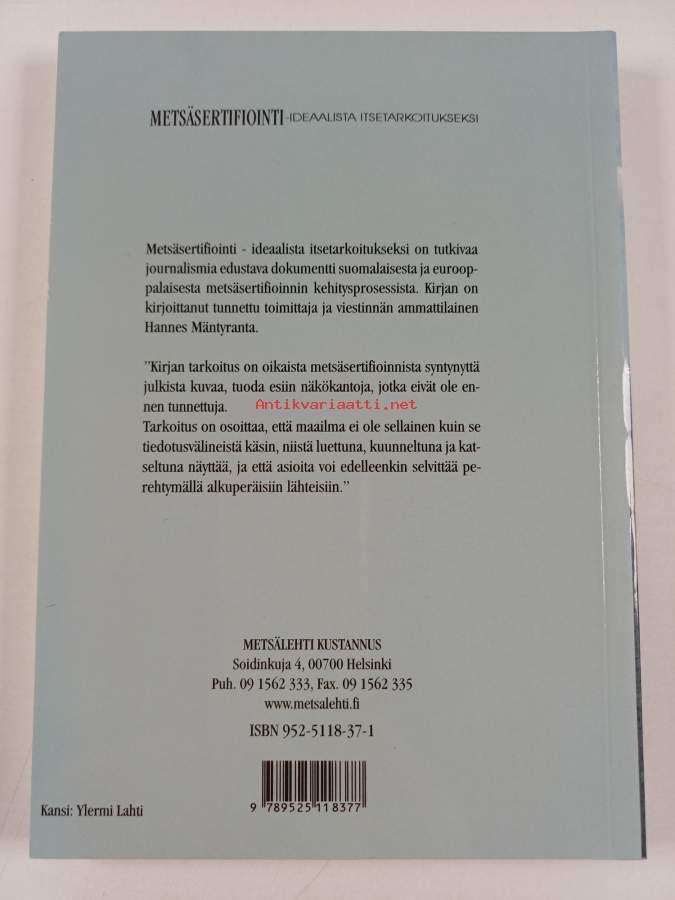 METSÄSERTIFIOINTI-IDEAALISTA ITSETARKOITUKSEKSI
Metsäsertifiointi - ideaalista itsetarkoitukseksi on tutkivaa
journalismia edustava dokumentti suomalaisesta ja euroop-
palaisesta metsäsertifioinnin kehitysprosessista. Kirjan on
kirjoittanut tunnettu toimittaja ja viestinnän ammattilainen
Hannes Mäntyranta.
”Kirjan tarkoitus on oikaista metsäsertifioinnista syntynyttä
julkista kuvaa, tuoda esiin näkökantoja, jotka eivät ole en-
nen tunnettuja.
Antikvariaatti.net
Tarkoitus on osoittaa, että maailma ei ole sellainen kuin se
tiedotusvälineistä käsin, niistä luettuna, kuunneltuna ja kat-
seltuna näyttää, ja että asioita voi edelleenkin selvittää pe-
rehtymällä alkuperäisiin lähteisiin.”
METSÄLEHTI KUSTANNUS
Soidinkuja 4, 00700 Helsinki
Puh. 09 1562 333, Fax. 09 1562 335
www.metsalehti.fi
ISBN 952-5118-37-1
9 789525 118377
Kansi: Ylermi Lahti